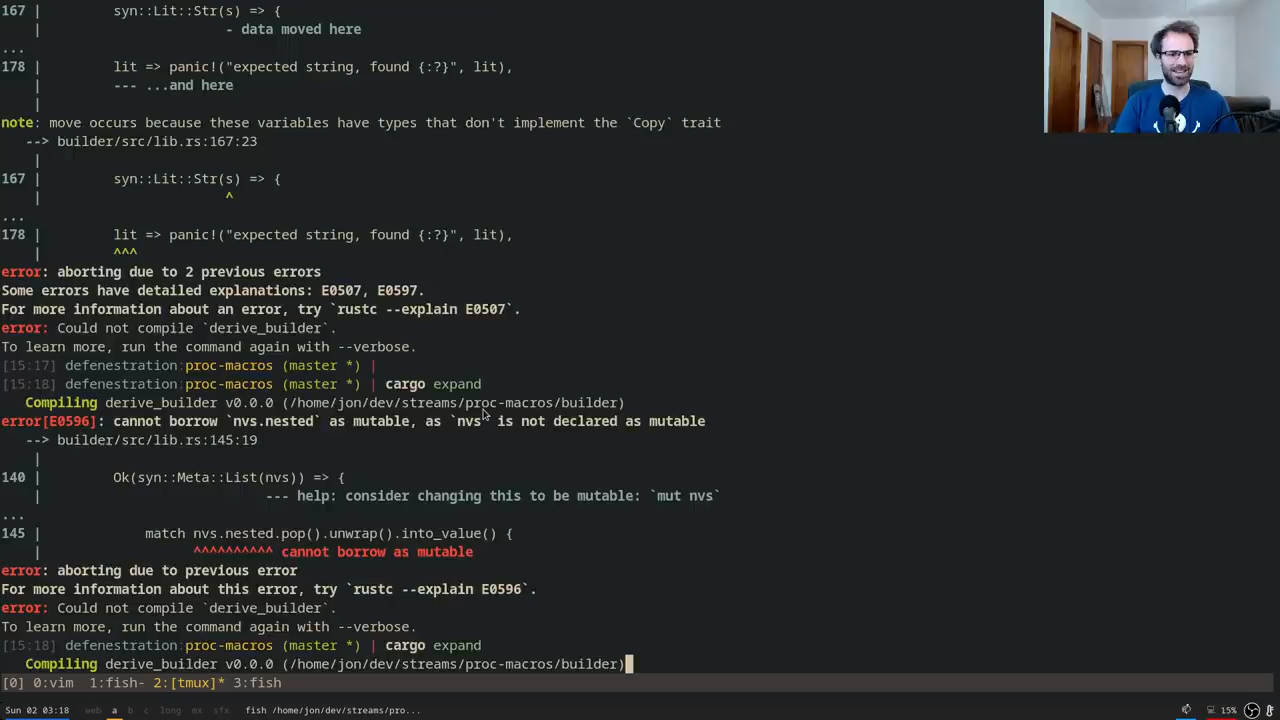 167 |         syn::Lit::Str(s) => {
    |                       - data moved here
...
178 |         lit => panic!("expected string, found {:?}", lit),
    |         --- ...and here
    |
note: move occurs because these variables have types that don't implement the `Copy` trait
   --> builder/src/lib.rs:167:23
    |
167 |         syn::Lit::Str(s) => {
    |                       ^
...
178 |         lit => panic!("expected string, found {:?}", lit),
    |         ^^^
error: aborting due to 2 previous errors
Some errors have detailed explanations: E0507, E0597.
For more information about an error, try `rustc --explain E0507`.
error: Could not compile `derive_builder`.
To learn more, run the command again with --verbose.
[15:17] defenestration:proc-macros (master *) |
[15:18] defenestration:proc-macros (master *) | cargo expand
   Compiling derive_builder v0.0.0 (/home/jon/dev/streams/proc-macros/builder)
error[E0596]: cannot borrow `nvs.nested` as mutable, as `nvs` is not declared as mutable
   --> builder/src/lib.rs:145:19
    |
140 |         Ok(syn::Meta::List(nvs)) => {
    |                            --- help: consider changing this to be mutable: `mut nvs`
...
145 |             match nvs.nested.pop().unwrap().into_value() {
    |                   ^^^^^^^^^^ cannot borrow as mutable
error: aborting due to previous error
For more information about this error, try `rustc --explain E0596`.
error: Could not compile `derive_builder`.
To learn more, run the command again with --verbose.
[15:18] defenestration:proc-macros (master *) | cargo expand
   Compiling derive_builder v0.0.0 (/home/jon/dev/streams/proc-macros/builder)
[0] 0:vim  1:fish- 2:[tmux]* 3:fish
Sun 02 03:18 web a b c long mx sfx fish /home/jon/dev/streams/pro... 15%